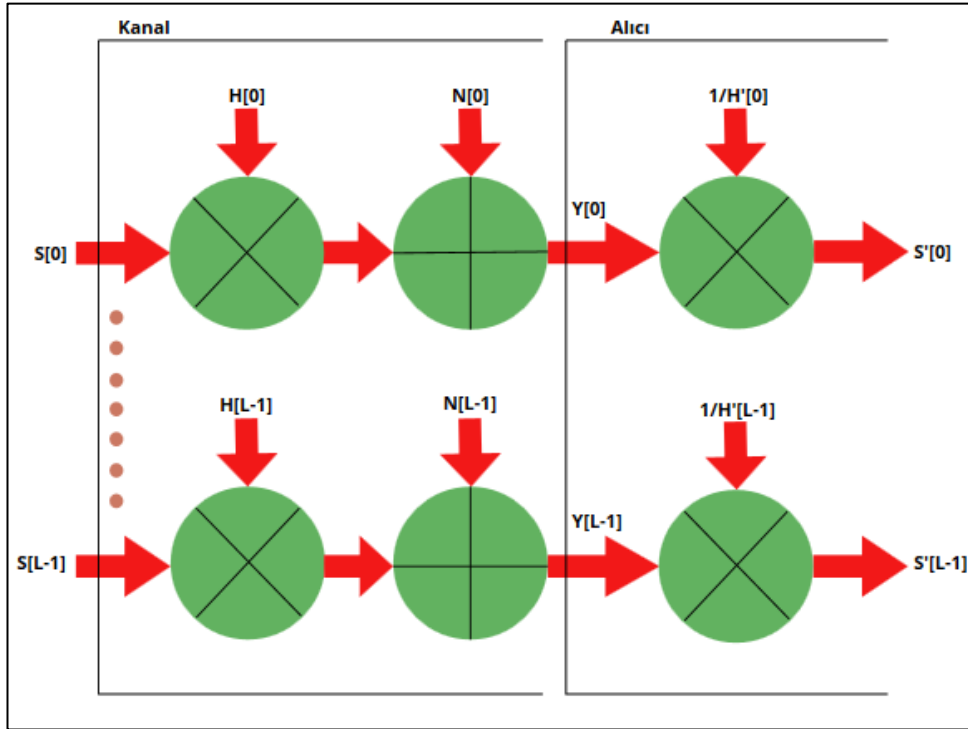 Kanal
Alıcı
H[0]
N[0]
1/H'[0]
S[0]
Y[0]
S'[0]
H[L-1]
N[L-1]
1/H'[L-1]
S[L-1]
Y[L-1]
S'[L-1]